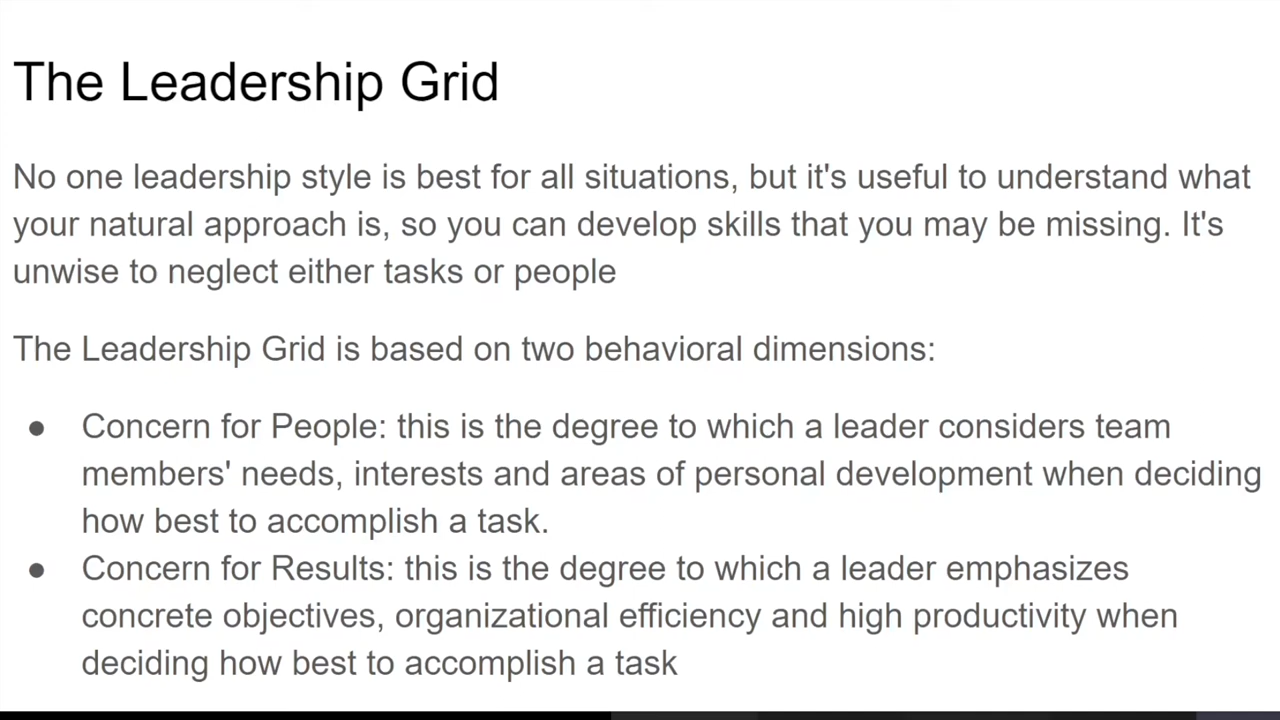 The Leadership Grid
No one leadership style is best for all situations, but it's useful to understand what
your natural approach is, so you can develop skills that you may be missing. It's
unwise to neglect either tasks or people
The Leadership Grid is based on two behavioral dimensions:
● Concern for People: this is the degree to which a leader considers team
members' needs, interests and areas of personal development when deciding
how best to accomplish a task.
● Concern for Results: this is the degree to which a leader emphasizes
concrete objectives, organizational efficiency and high productivity when
deciding how best to accomplish a task